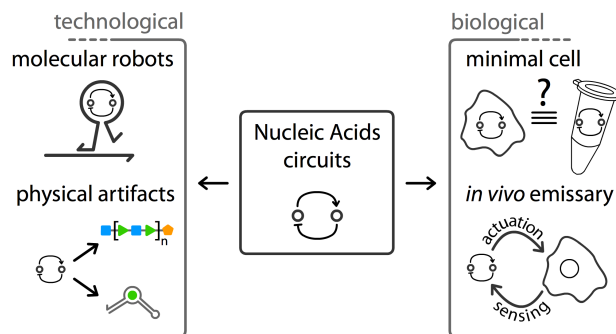 technological
molecular robots
physical artifacts
n
Nucleic Acids
circuits
biological
minimal cell
?
in vivo emissary
actuation
sensing